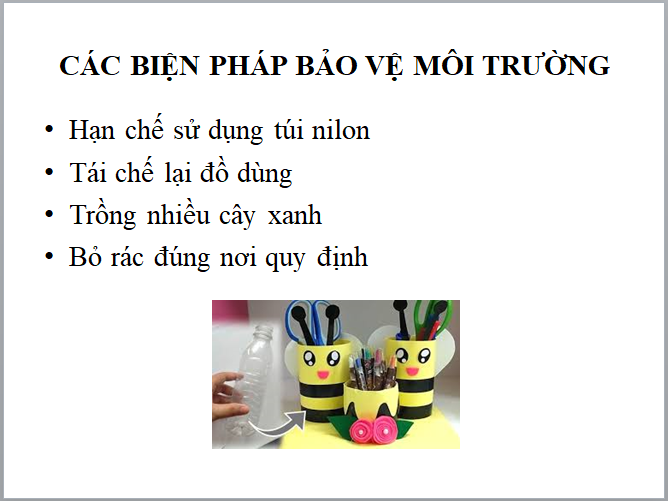 CÁC BIỆN PHÁP BẢO VỆ MÔI TRƯỜNG
• Hạn chế sử dụng túi nilon
• Tái chế lại đồ dùng
• Trồng nhiều cây xanh
• Bỏ rác đúng nơi quy định